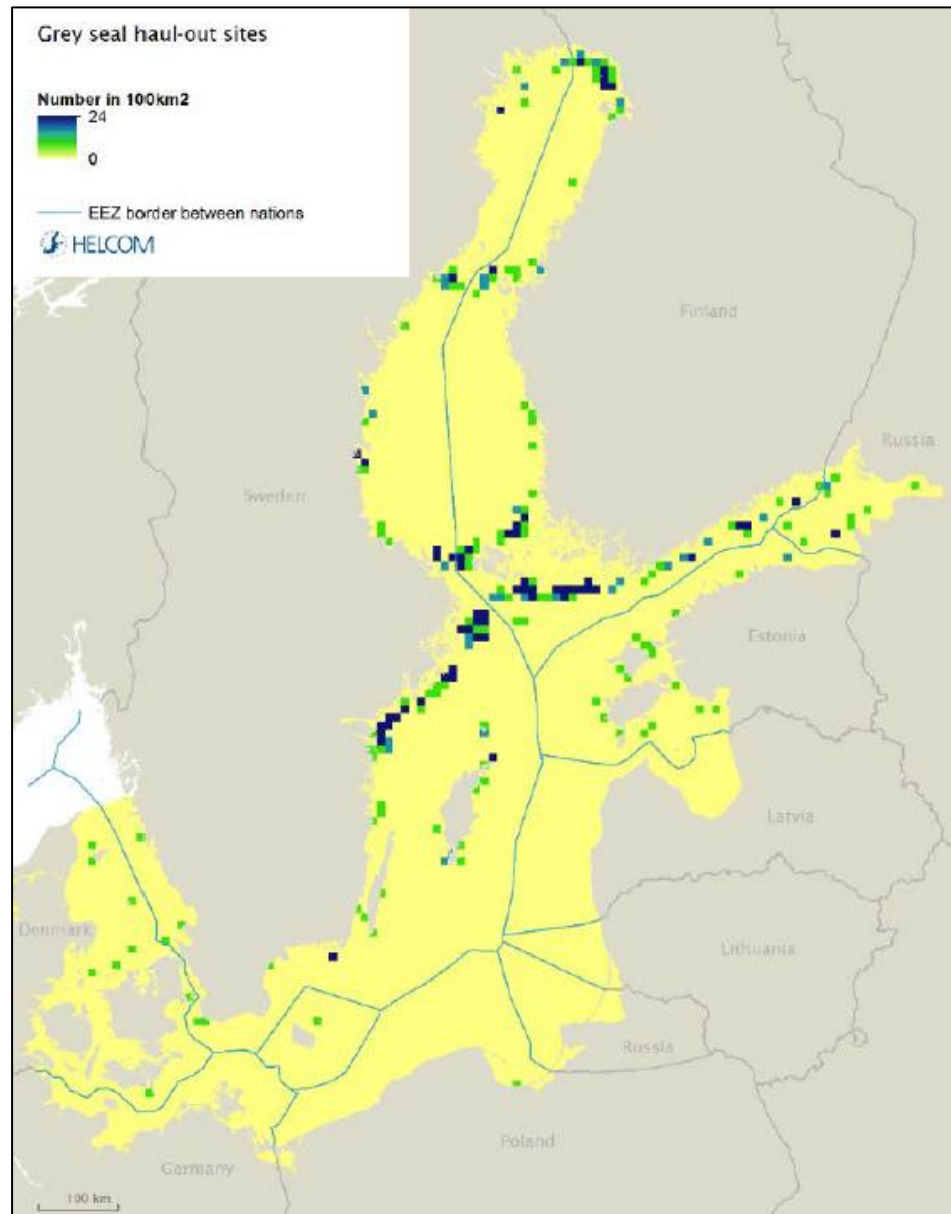 Grey seal haul-out sites
Number in 100km2
24
0
EEZ border between nations
HELCOM
Finland
Russia
Sweden
Estonia
Latvia
Denmark
Lithuania
Russia
Poland
Germany
100 km